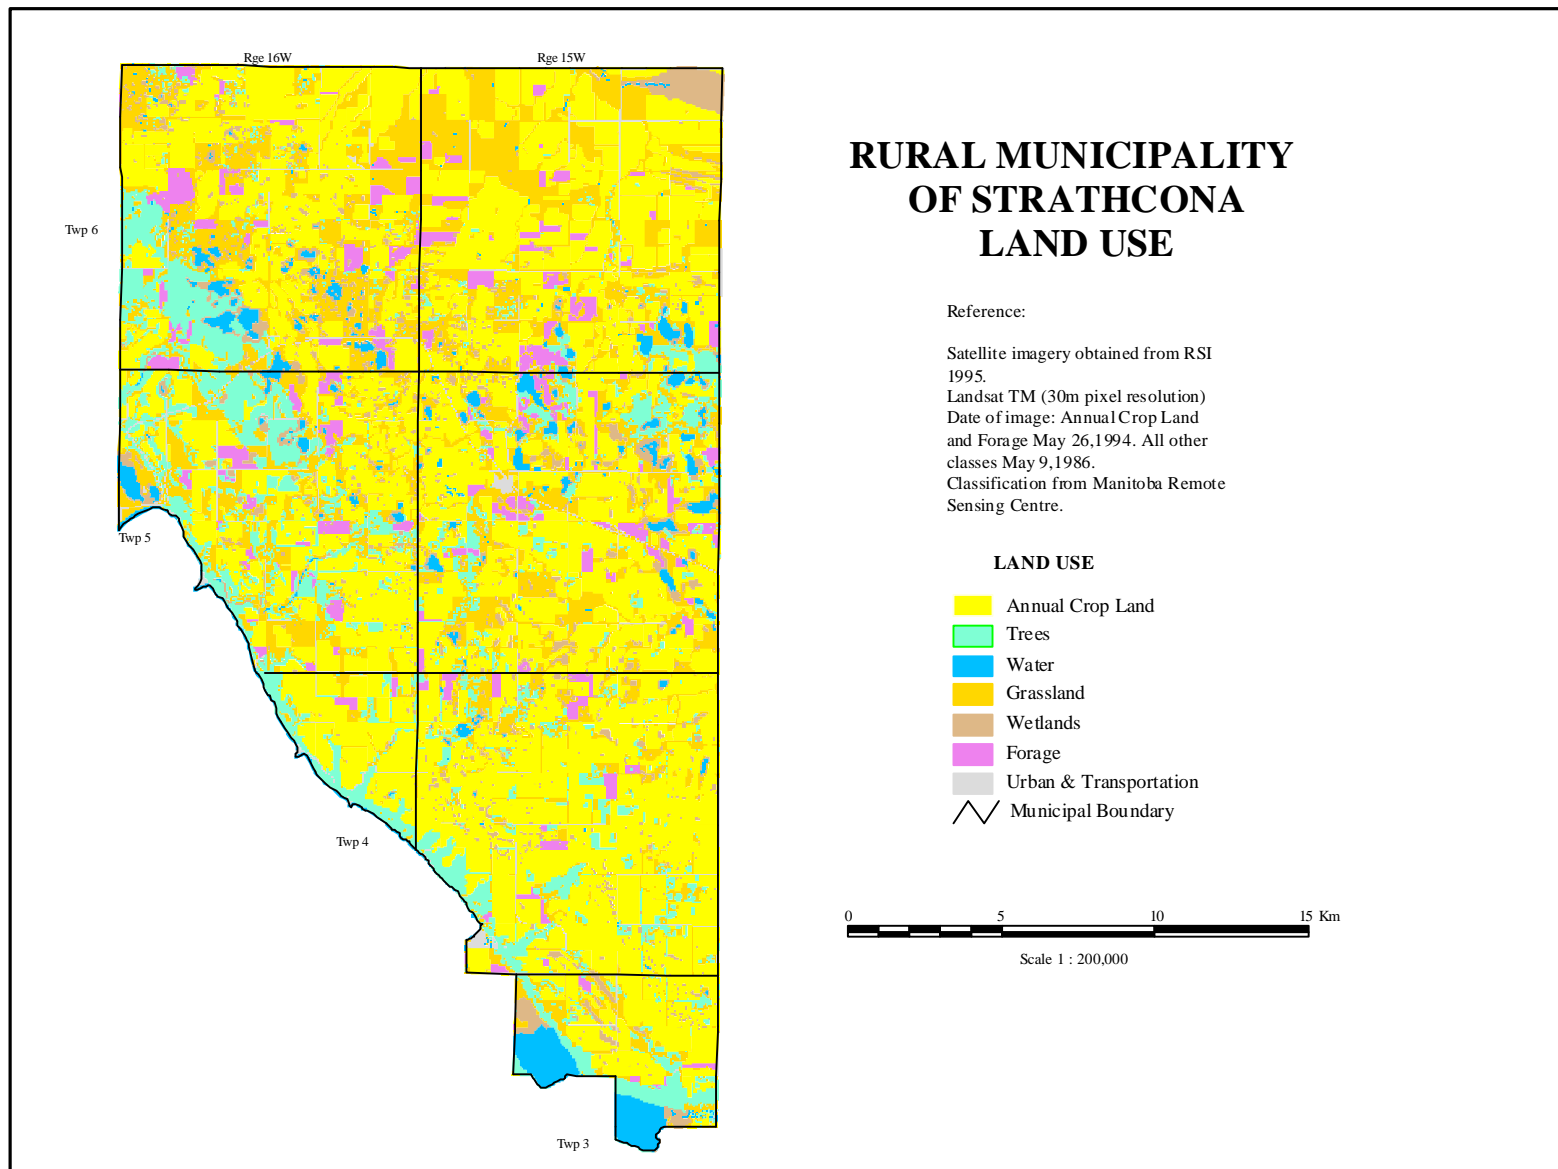 Rge 16W
Rge 15W
Twp 6
Twp 5
Twp 4
Twp 3
RURAL MUNICIPALITY
OF STRATHCONA
LAND USE
Reference:
Satellite imagery obtained from RSI
1995.
Landsat TM (30m pixel resolution)
Date of image: Annual Crop Land
and Forage May 26,1994. All other
classes May 9,1986.
Classification from Manitoba Remote
Sensing Centre.
LAND USE
Annual Crop Land
Trees
Water
Grassland
Wetlands
Forage
Urban & Transportation
Municipal Boundary
0 5 10 15 Km
Scale 1 : 200,000